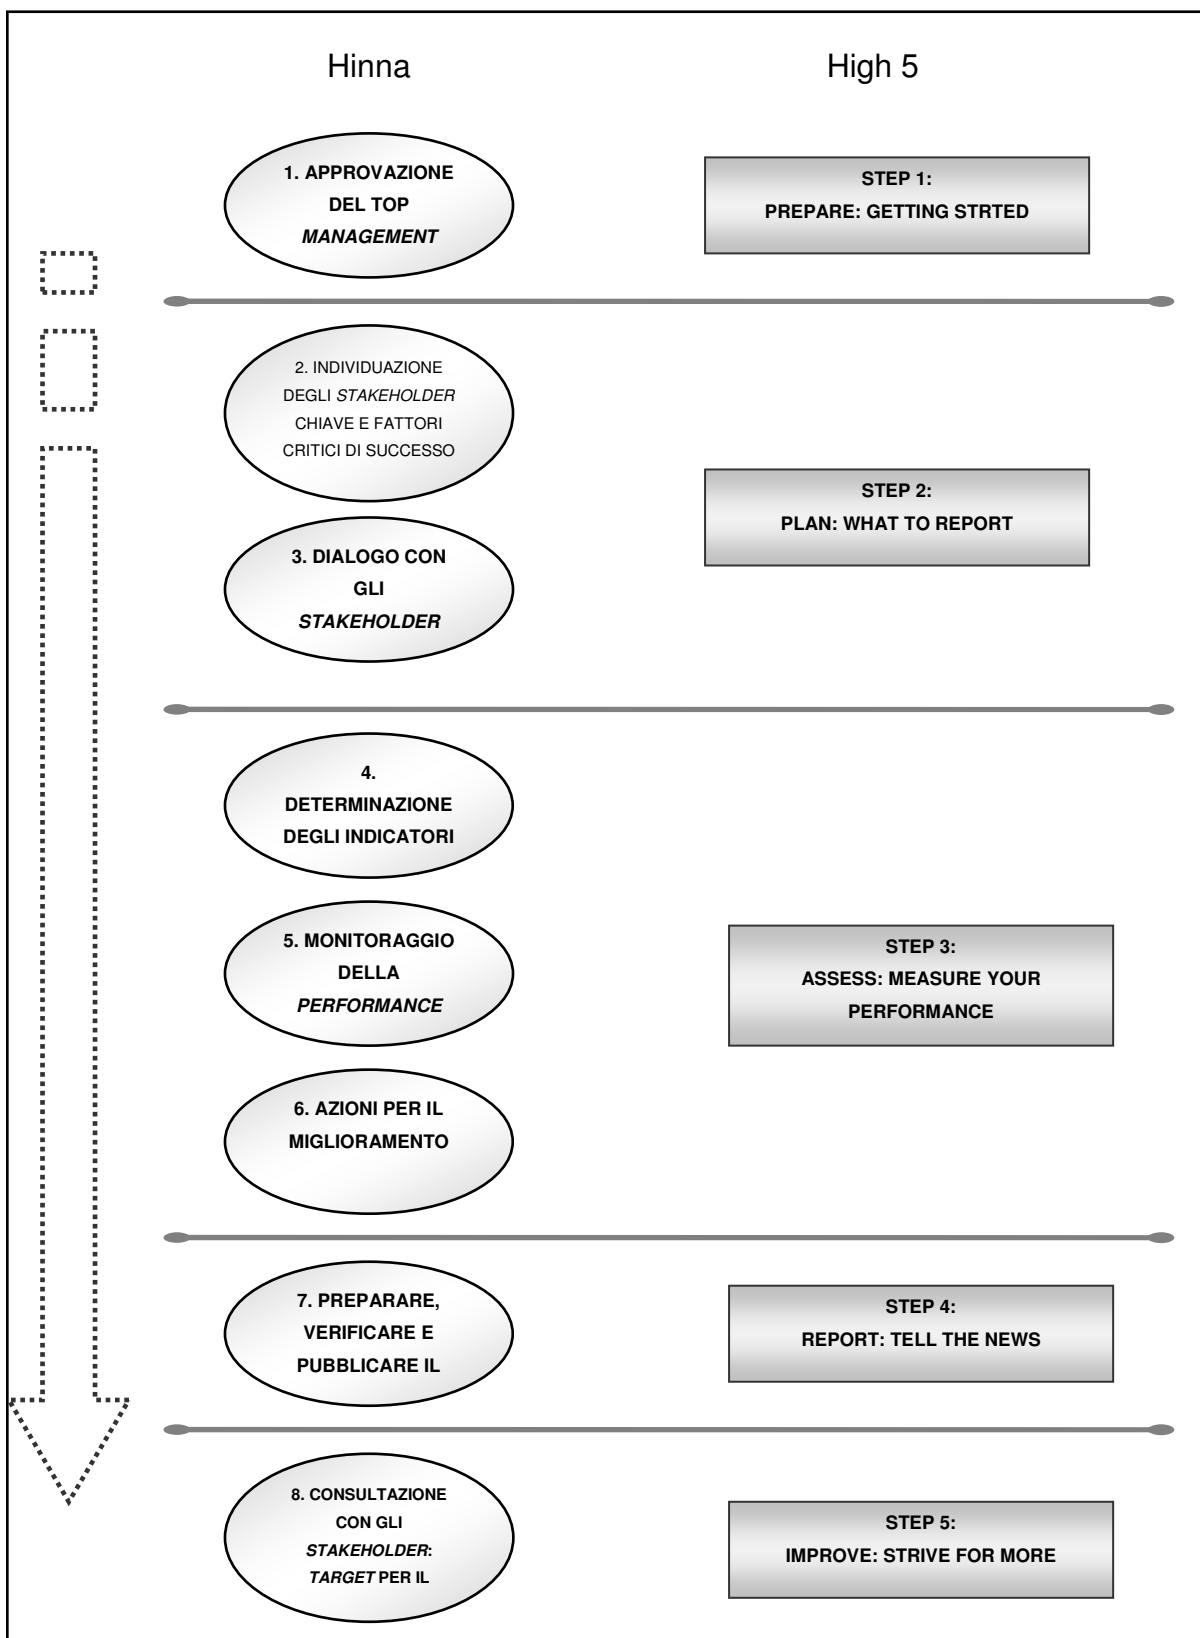 Hinna
High 5
1. APPROVAZIONE
DEL TOP
MANAGEMENT
STEP 1:
PREPARE: GETTING STRTED
2. INDIVIDUAZIONE
DEGLI STAKEHOLDER
CHIAVE E FATTORI
CRITICI DI SUCCESSO
3. DIALOGO CON
GLI
STAKEHOLDER
STEP 2:
PLAN: WHAT TO REPORT
4.
DETERMINAZIONE
DEGLI INDICATORI
5. MONITORAGGIO
DELLA
PERFORMANCE
6. AZIONI PER IL
MIGLIORAMENTO
STEP 3:
ASSESS: MEASURE YOUR
PERFORMANCE
7. PREPARARE,
VERIFICARE E
PUBBLICARE IL
STEP 4:
REPORT: TELL THE NEWS
8. CONSULTAZIONE
CON GLI
STAKEHOLDER:
TARGET PER IL
STEP 5:
IMPROVE: STRIVE FOR MORE